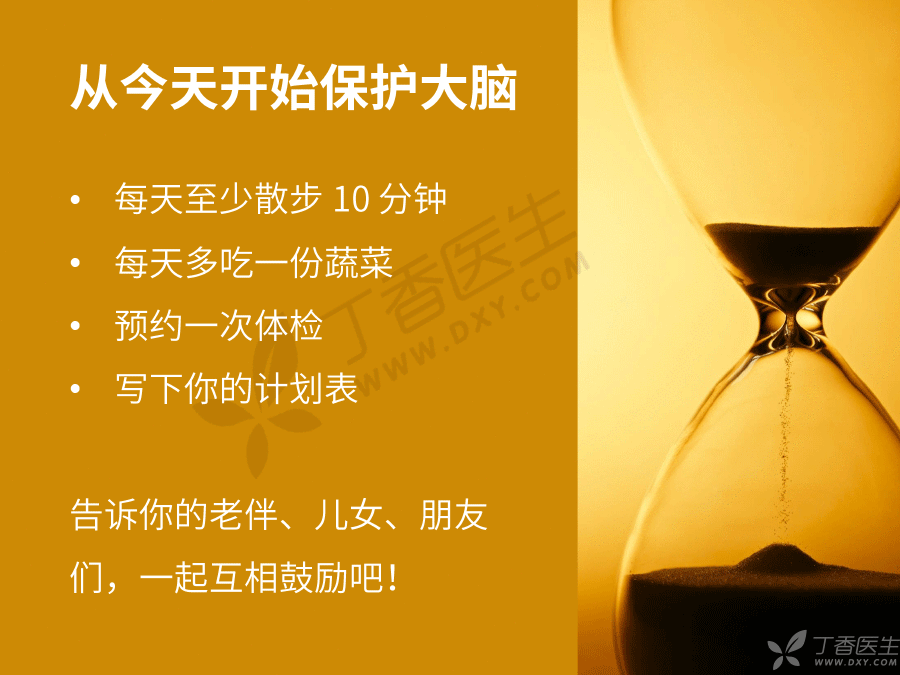 从今天开始保护大脑
• 每天至少散步 10 分钟
• 每天多吃一份蔬菜
• 预约一次体检
• 写下你的计划表
告诉你的老伴、儿女、朋友
们，一起互相鼓励吧！
丁香医生
WWW.DXY.COM
丁香医生
WWW.DXY.COM